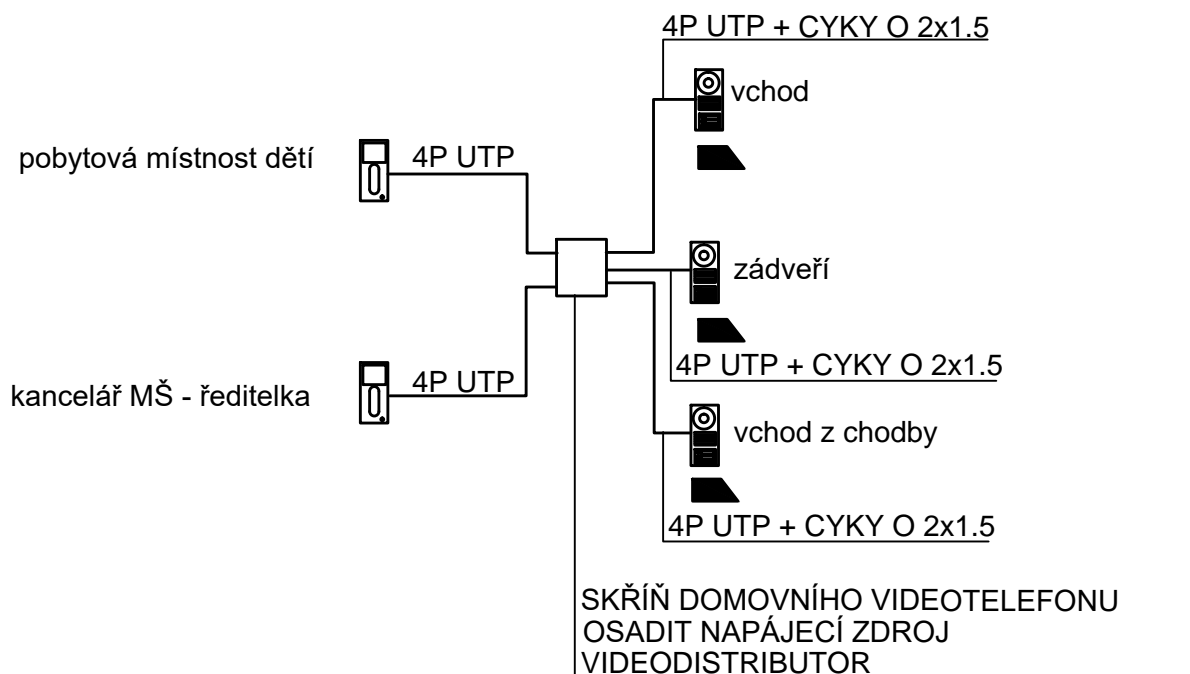 4P UTP + CYKY O 2x1.5
vchod
pobytová místnost dětí
4P UTP
zádveří
4P UTP + CYKY O 2x1.5
kancelář MŠ - ředitelka
4P UTP
vchod z chodby
4P UTP + CYKY O 2x1.5
SKŘÍŇ DOMOVNÍHO VIDEOTELEFONU
OSADIT NAPÁJECÍ ZDROJ
VIDEODISTRIBUTOR